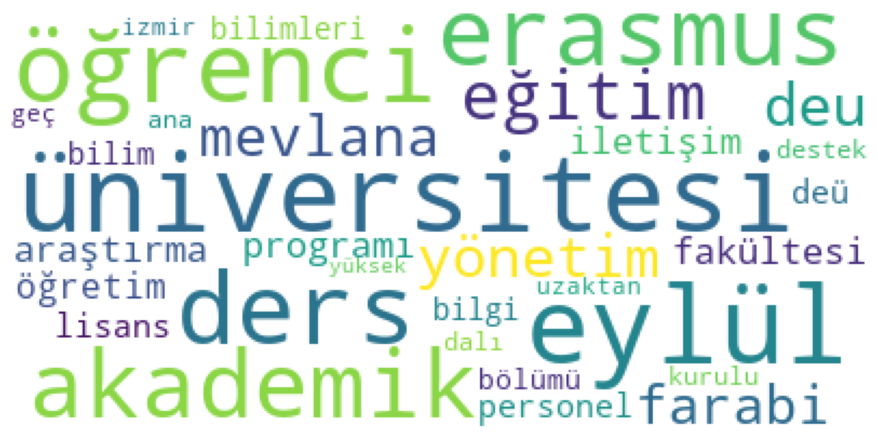 izmir bilimleri erasmus
öğrenci
eğitim deu
geç ana mevlana iletişim
bilim destek
üniversitesi deü
araştırma programı yönetim fakültesi
yüksek
öğretim ders uzaktan
lisans bilgi eylül
dalı
akademik bölümü kurulu
personel farabi